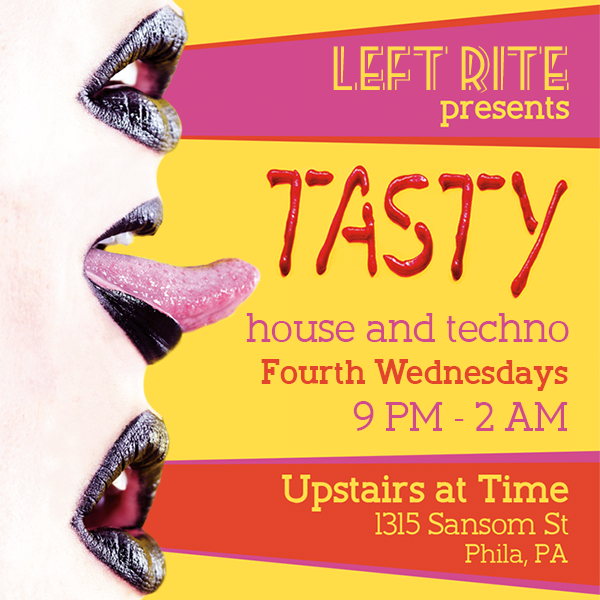 LEFT RITE
presents
TASTY
house and techno
Fourth Wednesdays
9 PM - 2 AM
Upstairs at Time
1315 Sansom St
Phila, PA